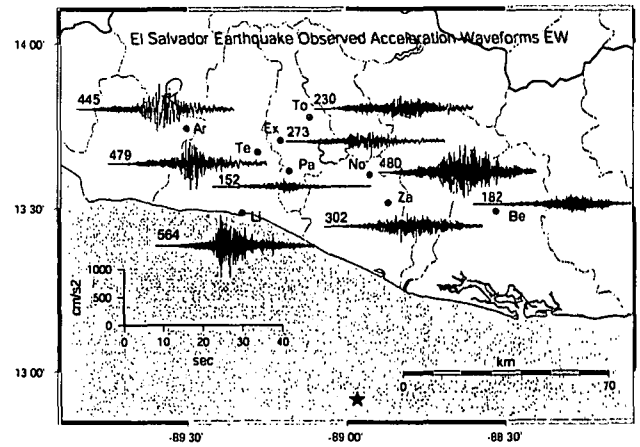 El Salvador Earthquake Observed Acceleration Waveforms EW
14 00'
13 30'
13 00'
445
Ar
To
230
Ex
273
479
Te
Pa
No
480
152
182
Za
Be
302
Li
564
cm/s2
1000
500
0
0
10
20
30
40
sec
km
0
70
-89 30'
-89 00'
-88 30'